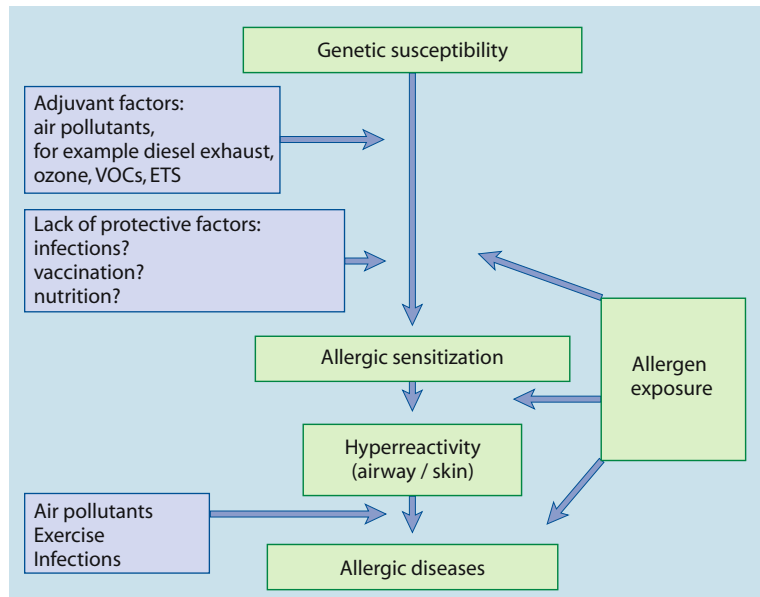 Genetic susceptibility
Adjuvant factors:
air pollutants,
for example diesel exhaust,
ozone, VOCs, ETS
Lack of protective factors:
infections?
vaccination?
nutrition?
Allergic sensitization
Allergen
exposure
Hyperreactivity
(airway / skin)
Air pollutants
Exercise
Infections
Allergic diseases